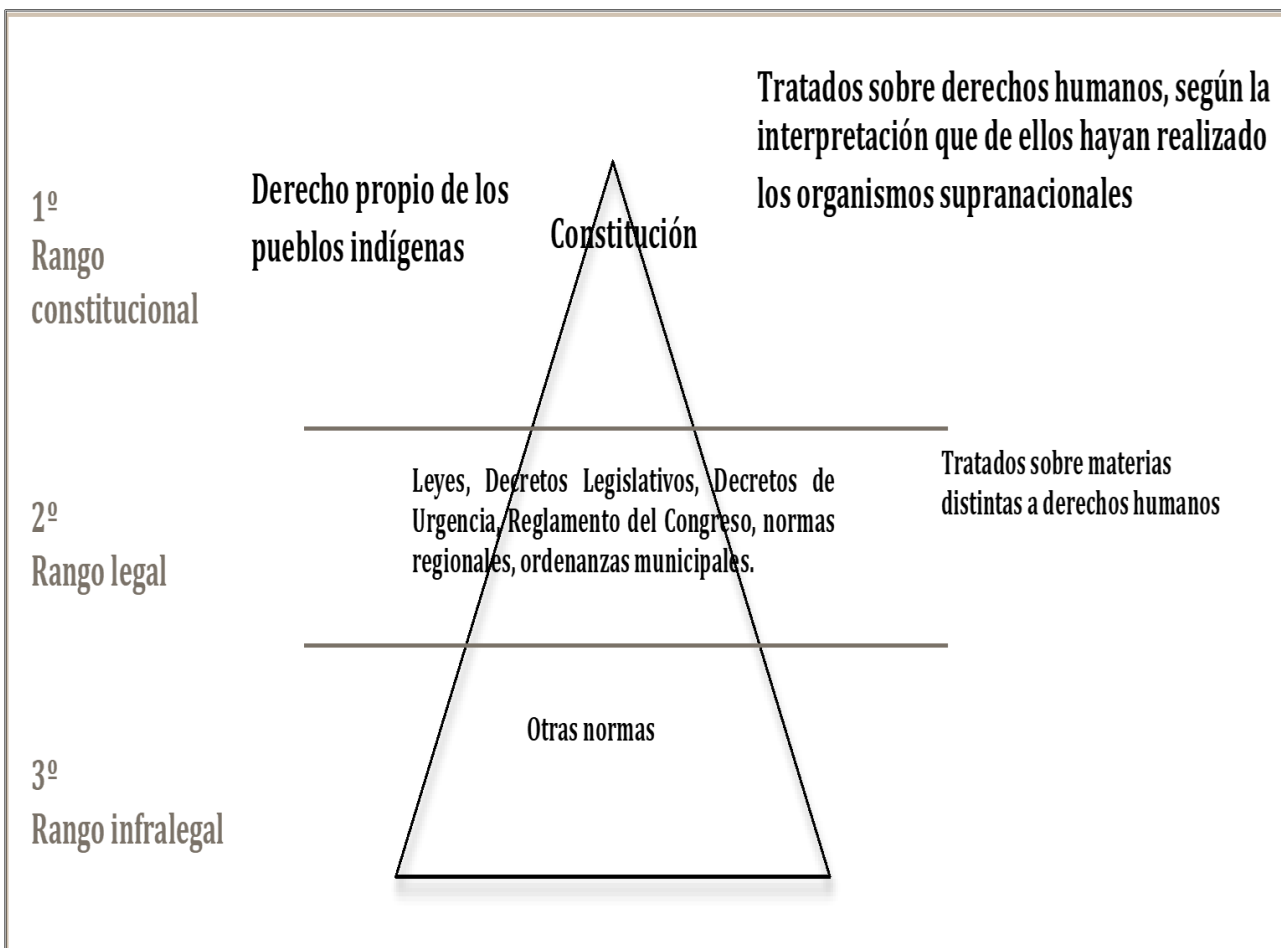 Tratados sobre derechos humanos, según la
interpretación que de ellos hayan realizado
los organismos supranacionales
Derecho propio de los
pueblos indígenas
Constitución
1º
Rango
constitucional
Leyes, Decretos Legislativos, Decretos de
Urgencia, Reglamento del Congreso, normas
regionales, ordenanzas municipales.
Tratados sobre materias
distintas a derechos humanos
2º
Rango legal
Otras normas
3º
Rango infralegal